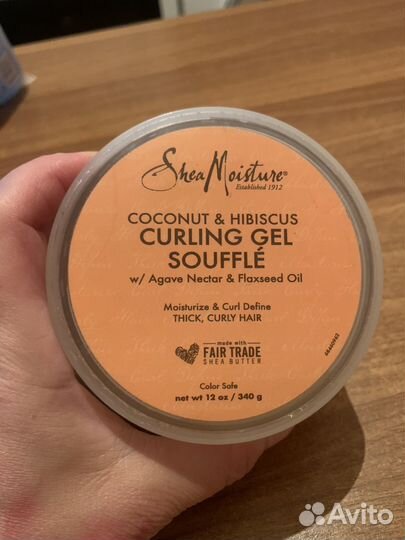 SheaMoisture®
Established 1912
COCONUT & HIBISCUS
CURLING GEL
SOUFFLÉ
w/ Agave Nectar & Flaxseed Oil
Moisturize & Curl Define
THICK, CURLY HAIR
made with
FAIR TRADE
SHEA BUTTER
Color Safe
net wt 12 oz / 340 g
Avito